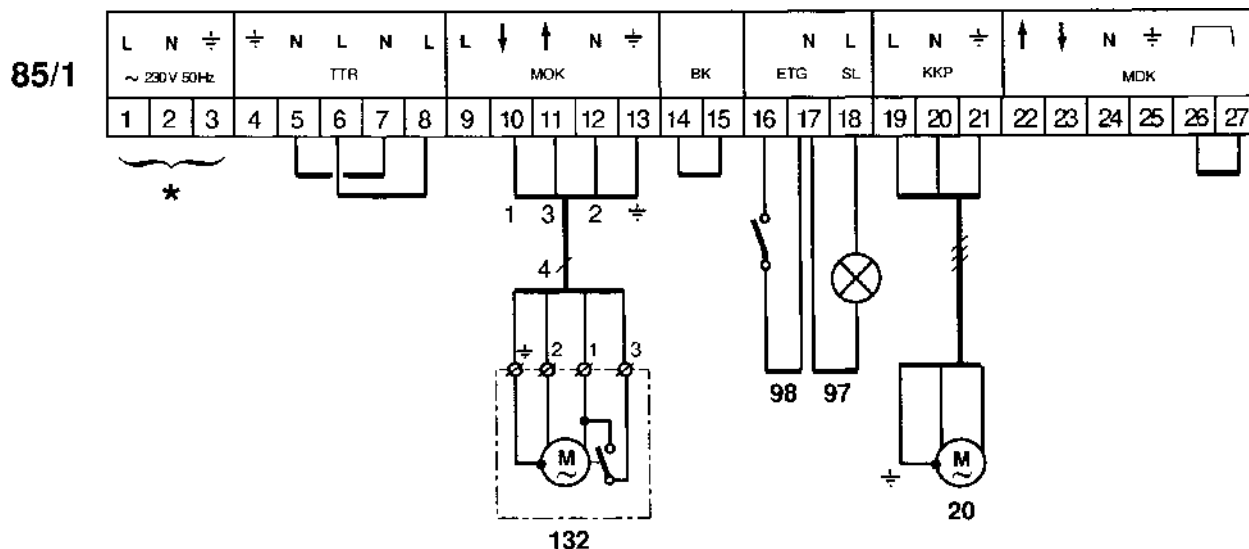 L N ⏚ ⏚ N L N L L ↓ ↑ N ⏚ N L L N ⏚ ↑ ↓ N ⏚
85/1 ~ 230V 50Hz TTR MOK BK ETG SL KKP MDK
1 2 3 4 5 6 7 8 9 10 11 12 13 14 15 16 17 18 19 20 21 22 23 24 25 26 27
*
1 3 2 ⏚
4
⏚ 2 1 3
98 97
M ~
M ~
⏚
20
132